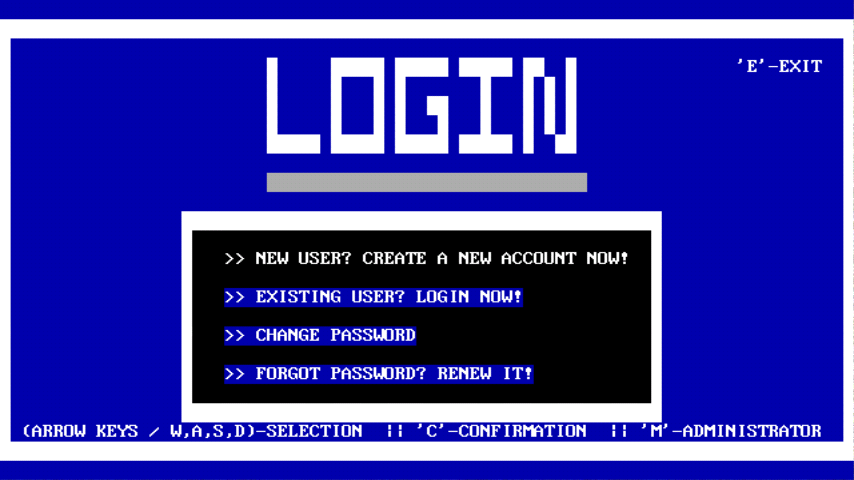 LOGIN
'E'-EXIT
>> NEW USER? CREATE A NEW ACCOUNT NOW!
>> EXISTING USER? LOGIN NOW!
>> CHANGE PASSWORD
>> FORGOT PASSWORD? RENEW IT!
(ARROW KEYS / W,A,S,D)-SELECTION || 'C'-CONFIRMATION || 'M'-ADMINISTRATOR